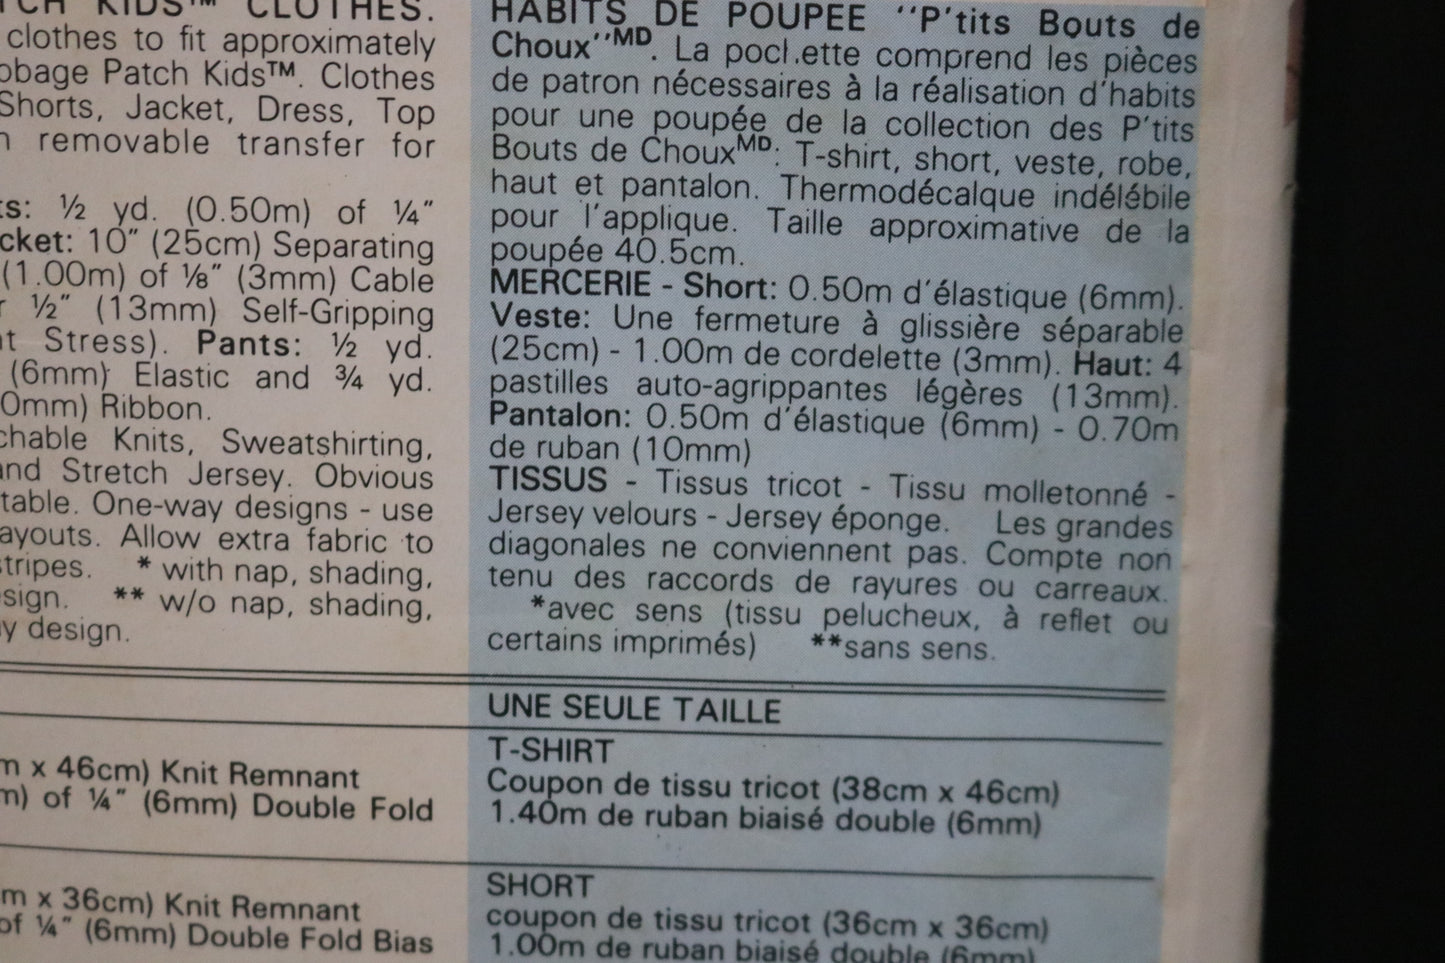 KIDS™ CLOTHES.
clothes to fit approximately
Patch Kids™. Clothes
Shorts, Jacket, Dress, Top
removable transfer for
½ yd. (0.50m) of ¼"
10" (25cm) Separating
(1.00m) of ⅛" (3mm) Cable
½" (13mm) Self-Gripping
Stress). Pants: ½ yd.
(6mm) Elastic and ¾ yd.
Ribbon.
Knits, Sweatshirting,
Stretch Jersey. Obvious
One-way designs - use
Allow extra fabric to
* with nap, shading,
** w/o nap, shading,
design.
x 46cm) Knit Remnant
of ¼" (6mm) Double Fold
x 36cm) Knit Remnant
of ¼" (6mm) Double Fold Bias
HABITS DE POUPEE "P'tits Bouts de
Choux"MD. La pochette comprend les pièces
de patron nécessaires à la réalisation d'habits
pour une poupée de la collection des P'tits
Bouts de ChouxMD: T-shirt, short, veste, robe,
haut et pantalon. Thermodécalque indélébile
pour l'applique. Taille approximative de la
poupée 40.5cm.
MERCERIE - Short: 0.50m d'élastique (6mm).
Veste: Une fermeture à glissière séparable
(25cm) - 1.00m de cordelette (3mm). Haut: 4
pastilles auto-agrippantes légères (13mm).
Pantalon: 0.50m d'élastique (6mm) - 0.70m
de ruban (10mm)
TISSUS - Tissus tricot - Tissu molletonné -
Jersey velours - Jersey éponge. Les grandes
diagonales ne conviennent pas. Compte non
tenu des raccords de rayures ou carreaux.
*avec sens (tissu pelucheux, à reflet ou
certains imprimés) **sans sens.
UNE SEULE TAILLE
T-SHIRT
Coupon de tissu tricot (38cm x 46cm)
1.40m de ruban biaisé double (6mm)
SHORT
coupon de tissu tricot (36cm x 36cm)
1.00m de ruban biaisé double (6mm)